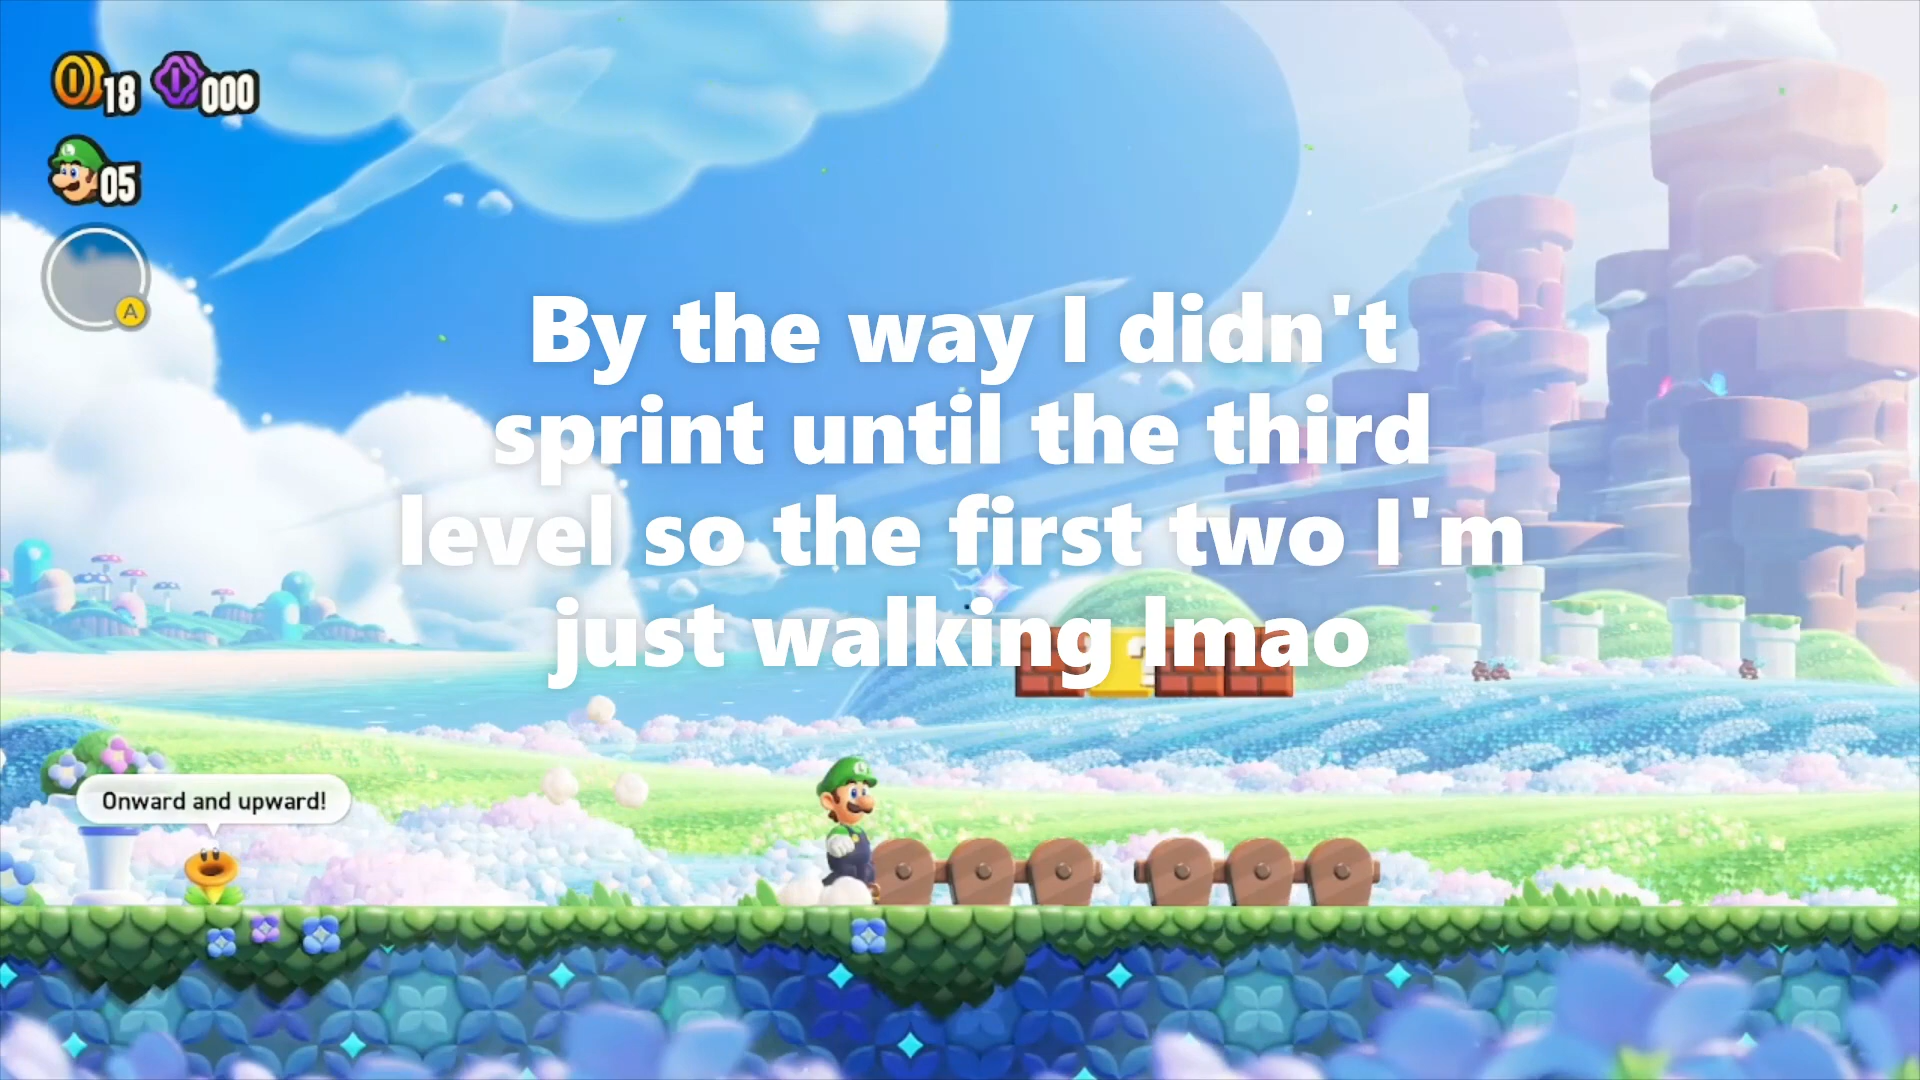 18 000
05
A
By the way I didn't
sprint until the third
level so the first two I'm
just walking lmao
Onward and upward!